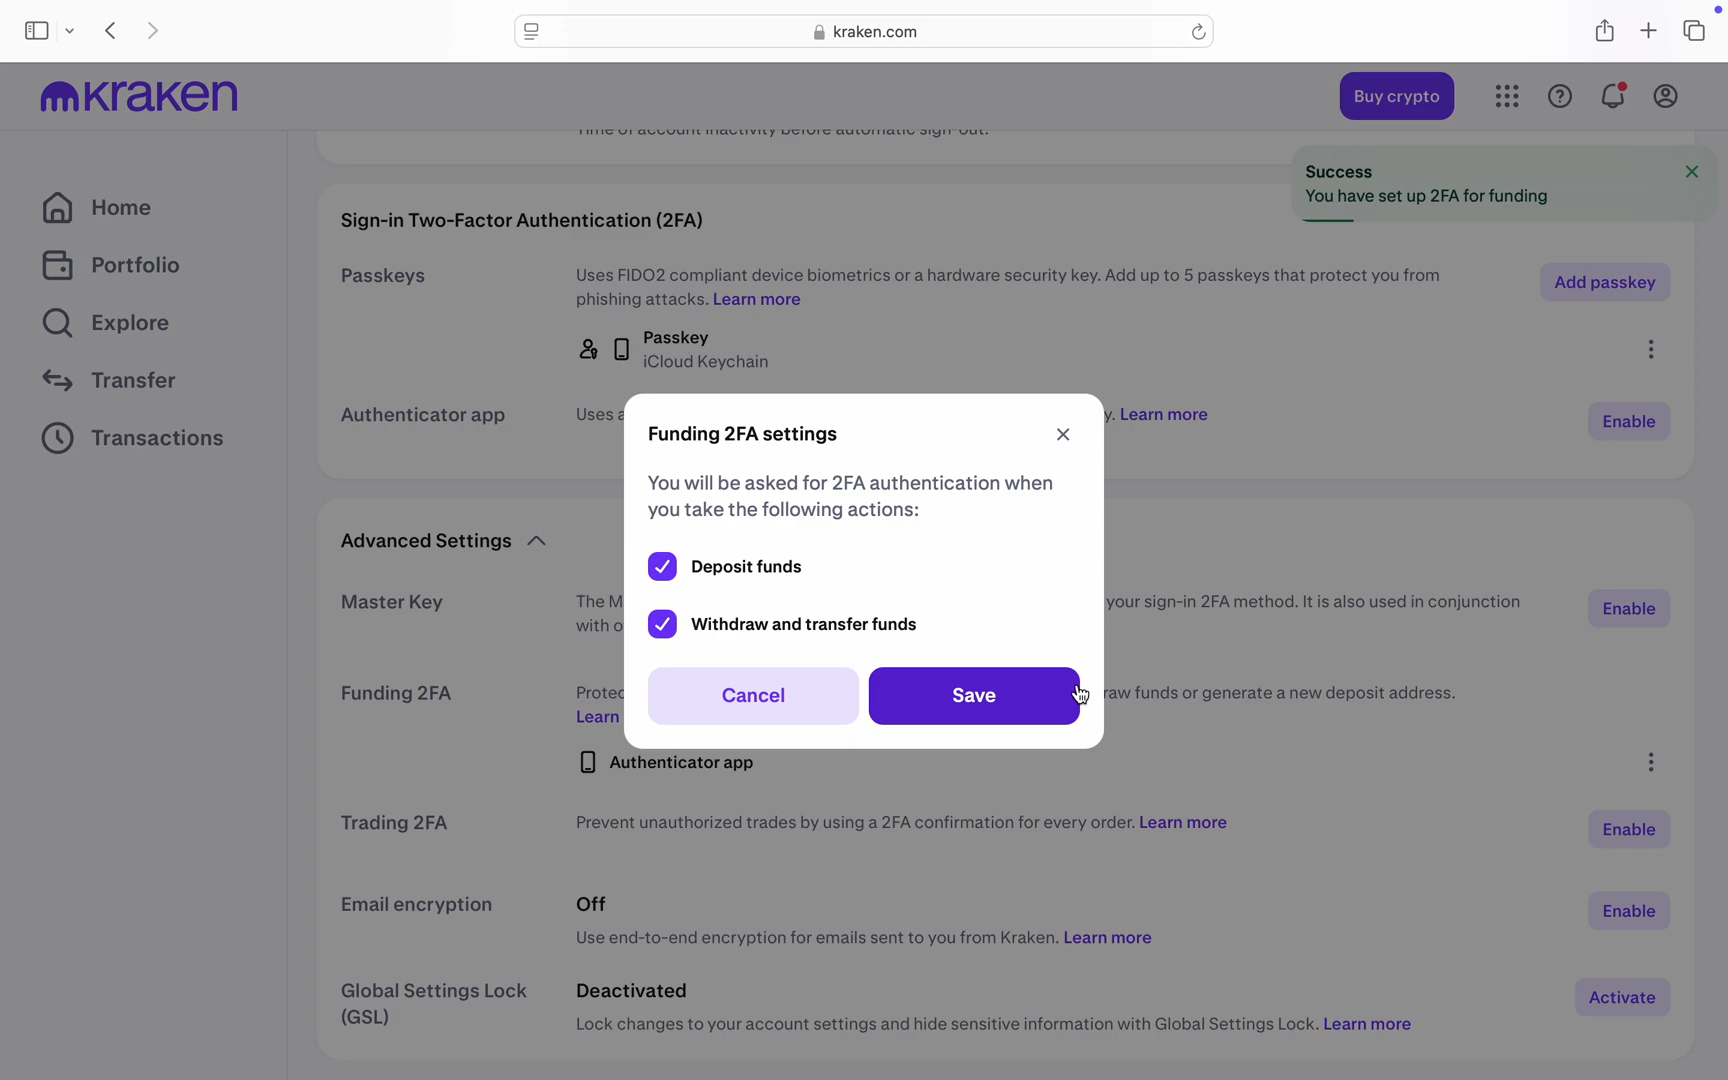 kraken.com
kraken
Buy crypto
Time of account inactivity before automatic sign-out.
Success
You have set up 2FA for funding
Home
Portfolio
Explore
Transfer
Transactions
Sign-in Two-Factor Authentication (2FA)
Passkeys
Uses FIDO2 compliant device biometrics or a hardware security key. Add up to 5 passkeys that protect you from
phishing attacks. Learn more
Add passkey
Passkey
iCloud Keychain
Authenticator app
Uses
Learn more
Enable
Funding 2FA settings
You will be asked for 2FA authentication when
you take the following actions:
Deposit funds
Withdraw and transfer funds
Cancel
Save
Advanced Settings
Master Key
The
your sign-in 2FA method. It is also used in conjunction
with
Enable
Funding 2FA
funds or generate a new deposit address.
Learn
Authenticator app
Trading 2FA
Prevent unauthorized trades by using a 2FA confirmation for every order. Learn more
Enable
Email encryption
Off
Use end-to-end encryption for emails sent to you from Kraken. Learn more
Enable
Global Settings Lock
(GSL)
Deactivated
Lock changes to your account settings and hide sensitive information with Global Settings Lock. Learn more
Activate